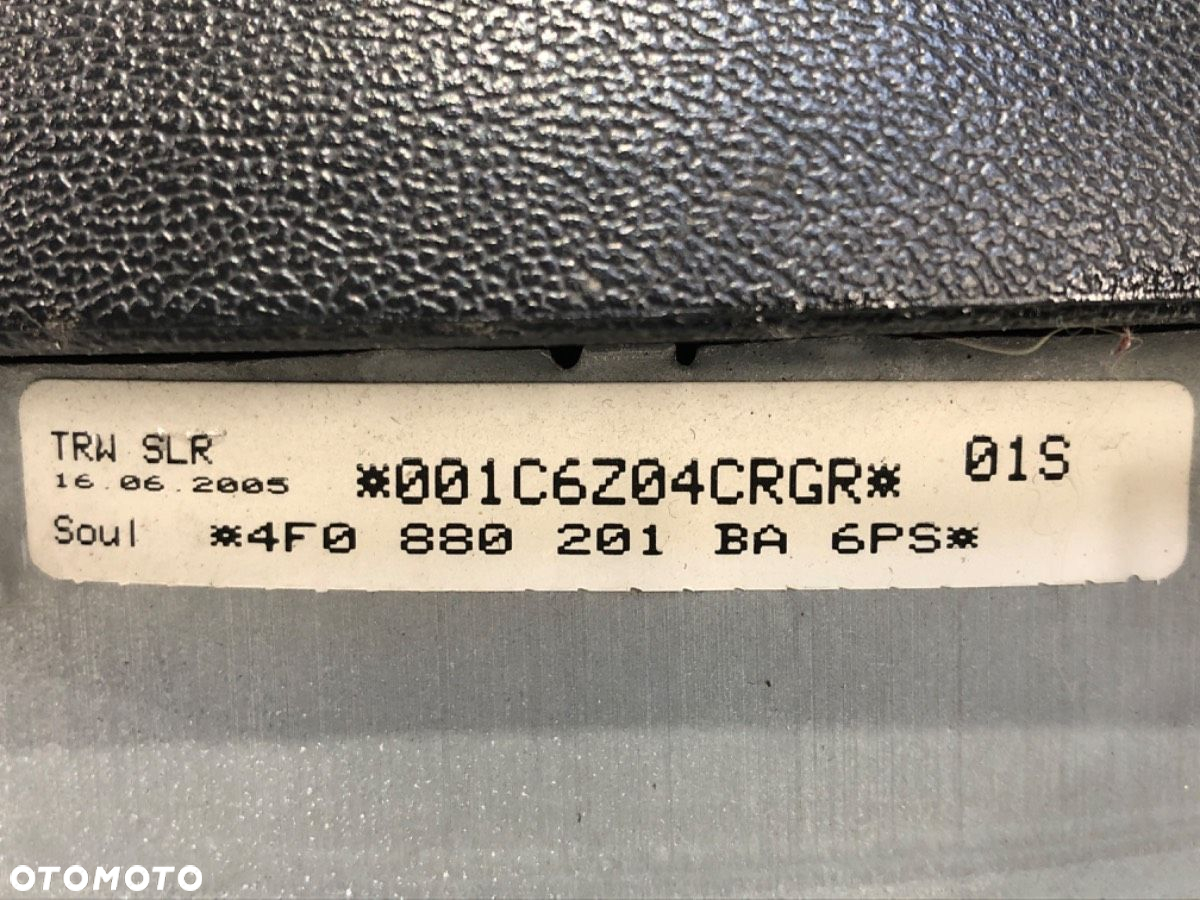 TRW SLR
16.06.2005
*001C6Z04CRGR*
01S
Soul
*4F0 880 201 BA 6PS*
OTOMOTO